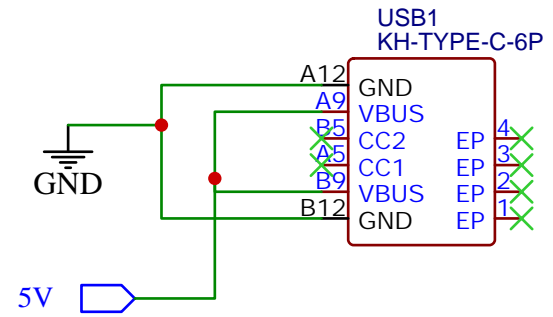 USB1
KH-TYPE-C-6P
A12 GND
A9 VBUS
B5 CC2 EP 4
A5 CC1 EP 3
B9 VBUS EP 2
B12 GND EP 1
GND
5V